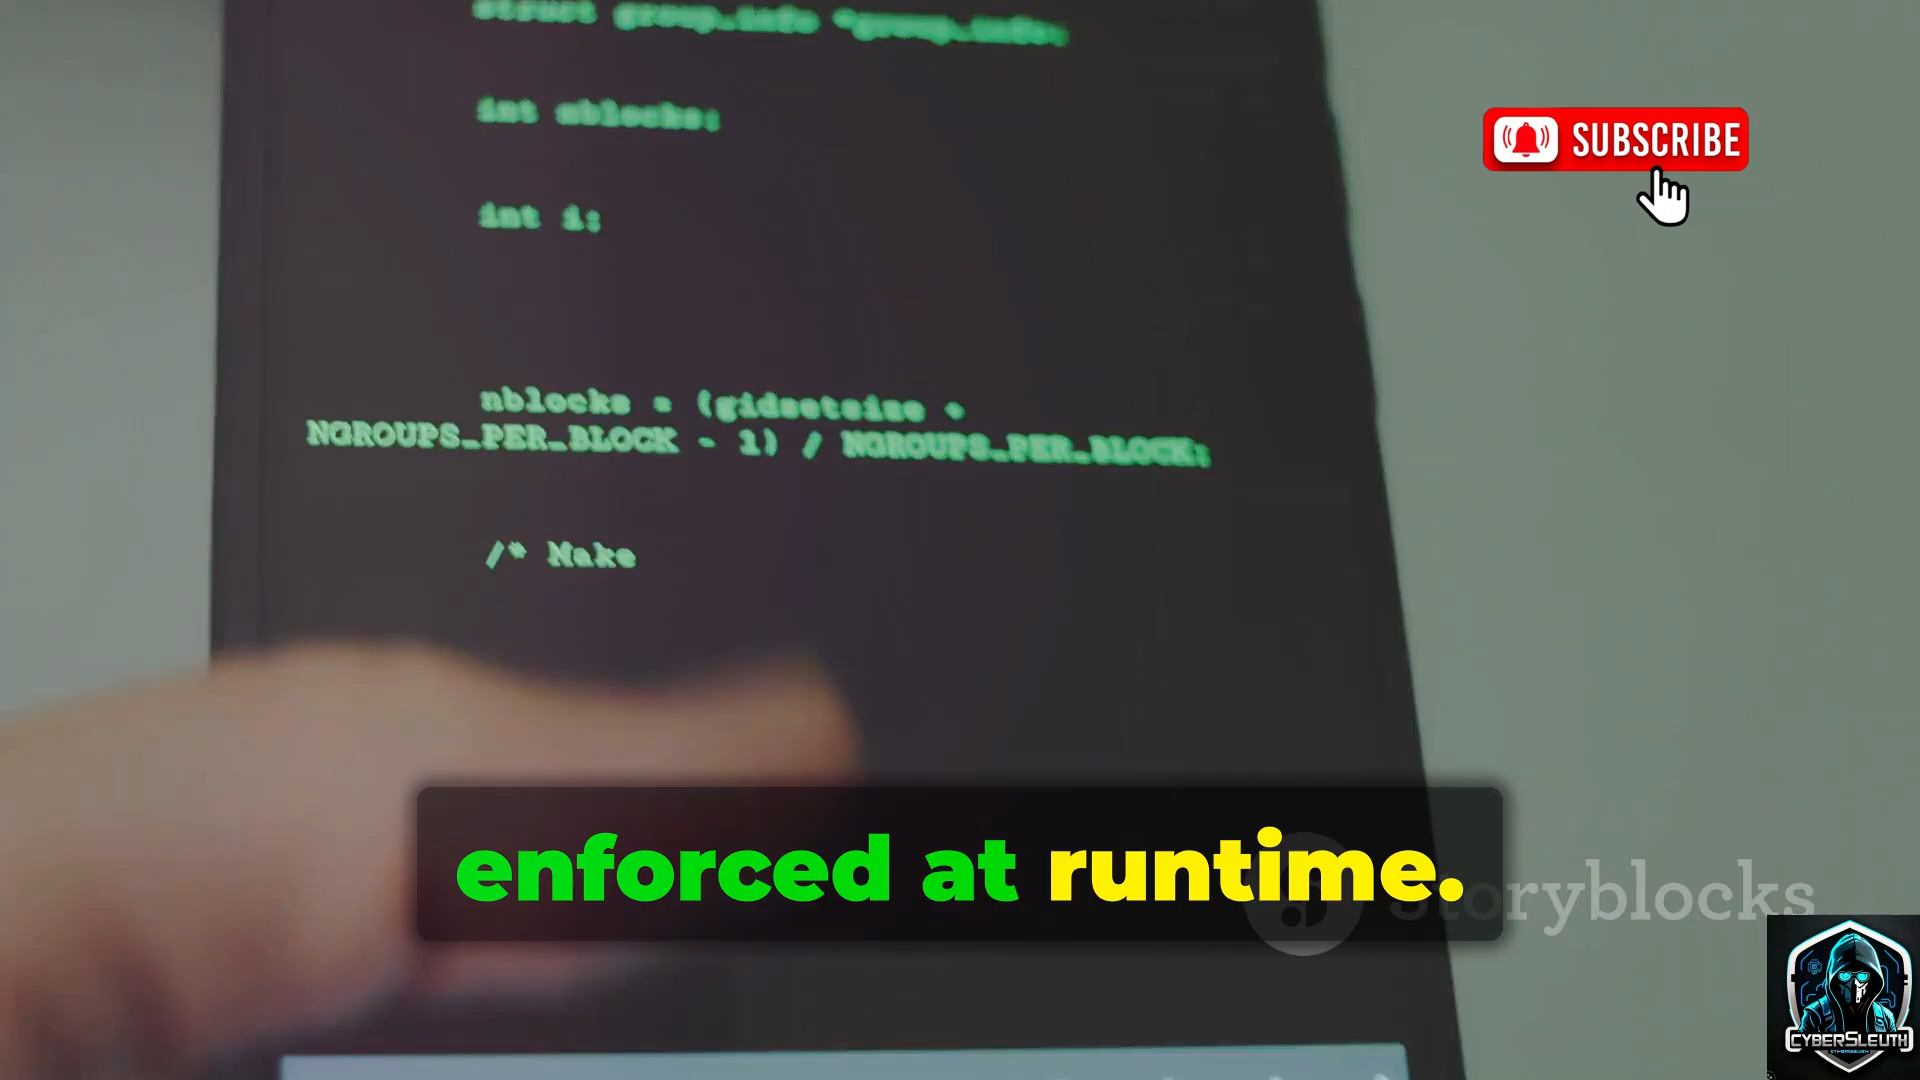 struct group_info *group_info;
int nblocks;
int i;
nblocks = (gidsetsize +
NGROUPS_PER_BLOCK - 1) / NGROUPS_PER_BLOCK;
/* Make
SUBSCRIBE
enforced at runtime.
storyblocks
CYBERSLEUTH